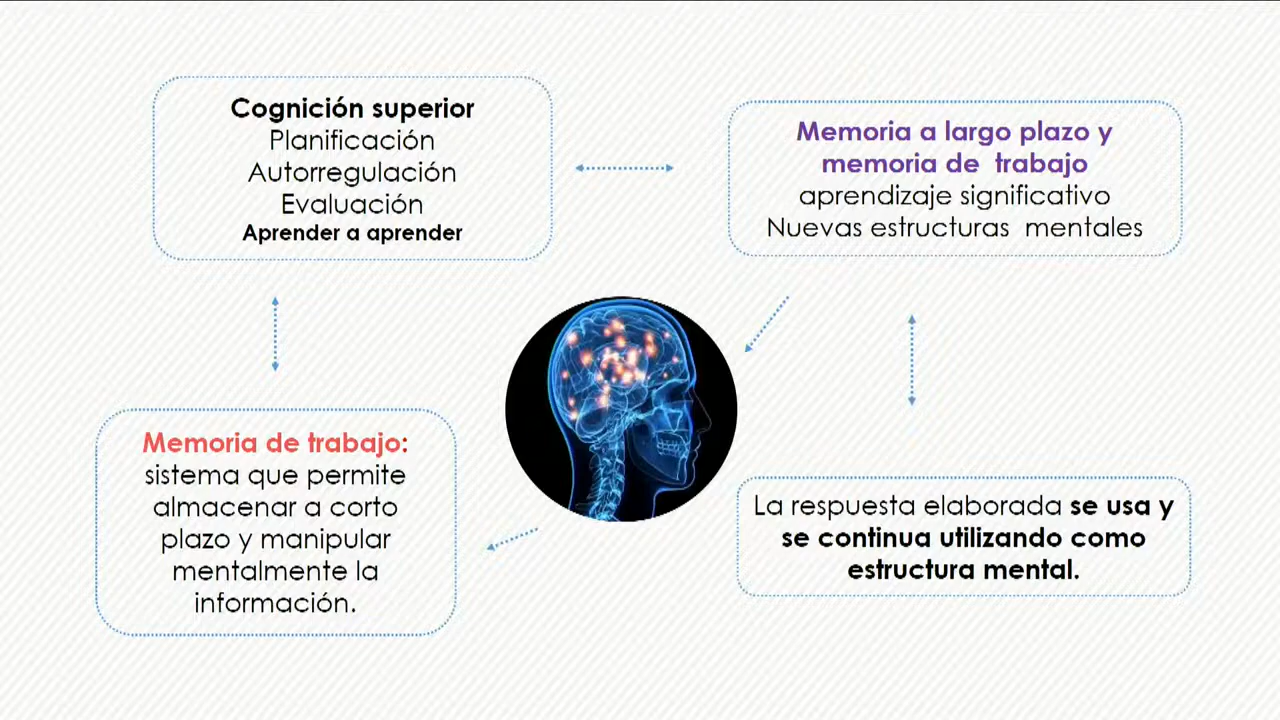 Cognición superior
Planificación
Autorregulación
Evaluación
Aprender a aprender
Memoria a largo plazo y
memoria de trabajo
aprendizaje significativo
Nuevas estructuras mentales
Memoria de trabajo:
sistema que permite
almacenar a corto
plazo y manipular
mentalmente la
información.
La respuesta elaborada se usa y
se continua utilizando como
estructura mental.